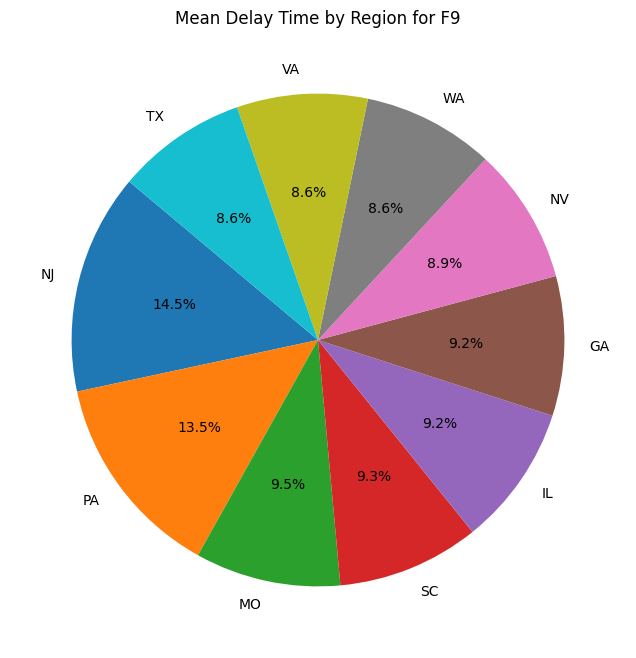 Mean Delay Time by Region for F9
VA
WA
TX
NV
8.6%
8.6%
8.6%
8.9%
NJ
14.5%
9.2%
GA
13.5%
9.2%
9.5%
9.3%
PA
IL
MO
SC